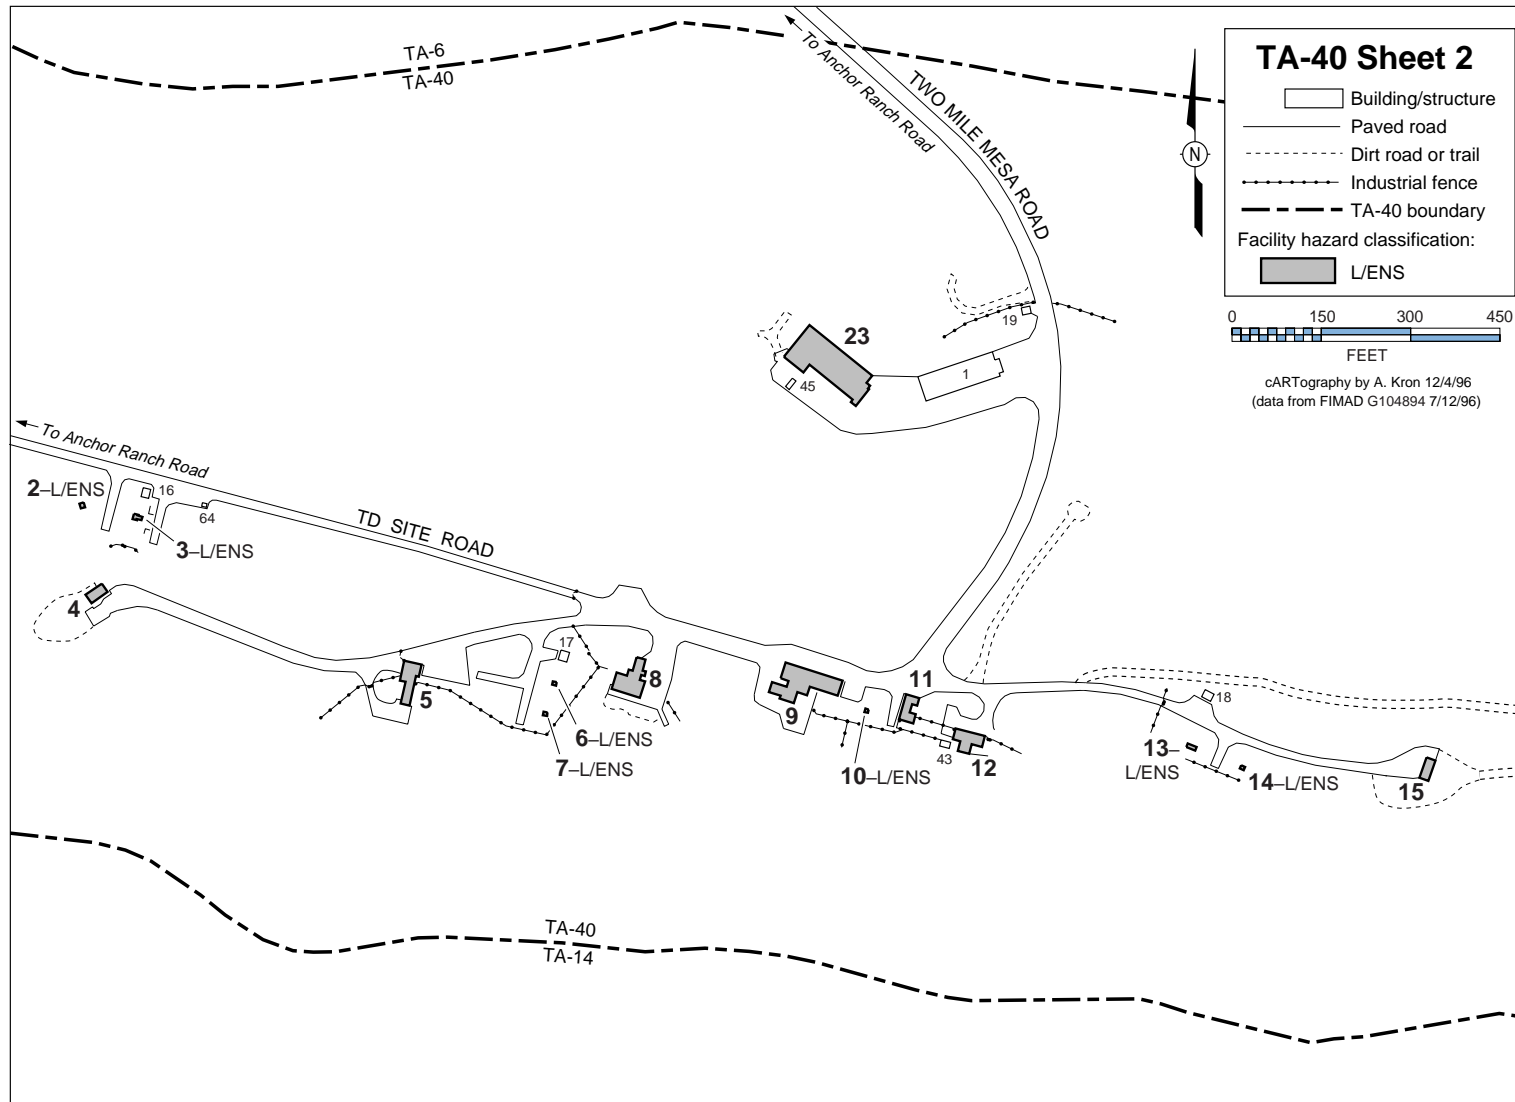 TA-6
TA-40
To Anchor Ranch Road
TWO MILE MESA ROAD
N
TA-40 Sheet 2
Building/structure
Paved road
Dirt road or trail
Industrial fence
TA-40 boundary
Facility hazard classification:
L/ENS
0 150 300 450
FEET
cARTography by A. Kron 12/4/96
(data from FIMAD G104894 7/12/96)
19
23
1
45
To Anchor Ranch Road
2–L/ENS
16
64
3–L/ENS
TD SITE ROAD
4
5
17
8
6–L/ENS
7–L/ENS
9
11
10–L/ENS
43
12
18
13–
L/ENS
14–L/ENS
15
TA-40
TA-14